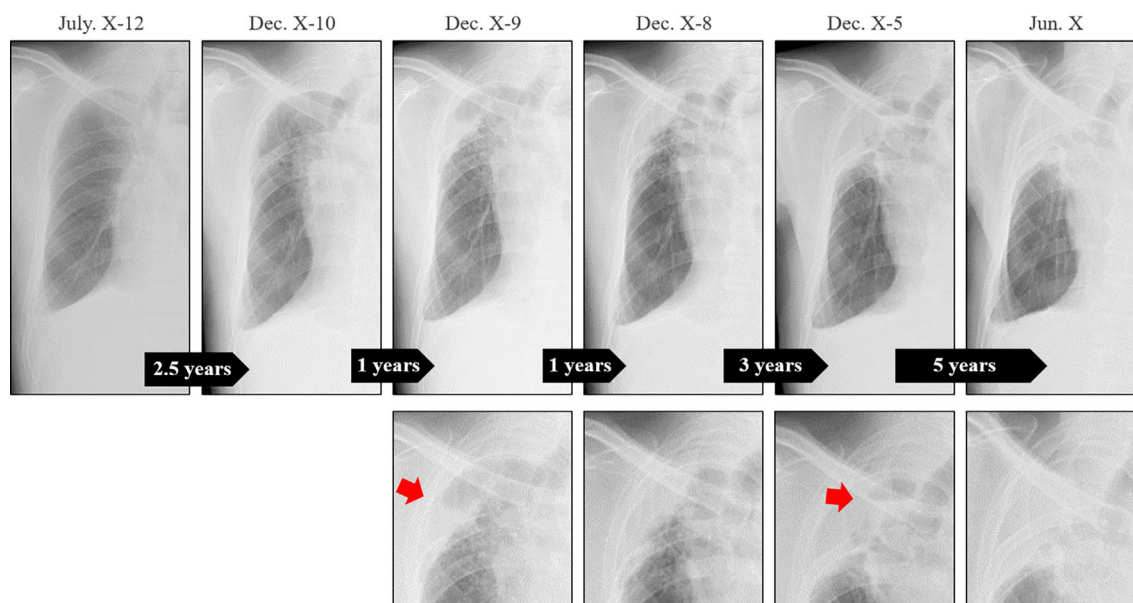 July. X-12
Dec. X-10
Dec. X-9
Dec. X-8
Dec. X-5
Jun. X
2.5 years
1 years
1 years
3 years
5 years